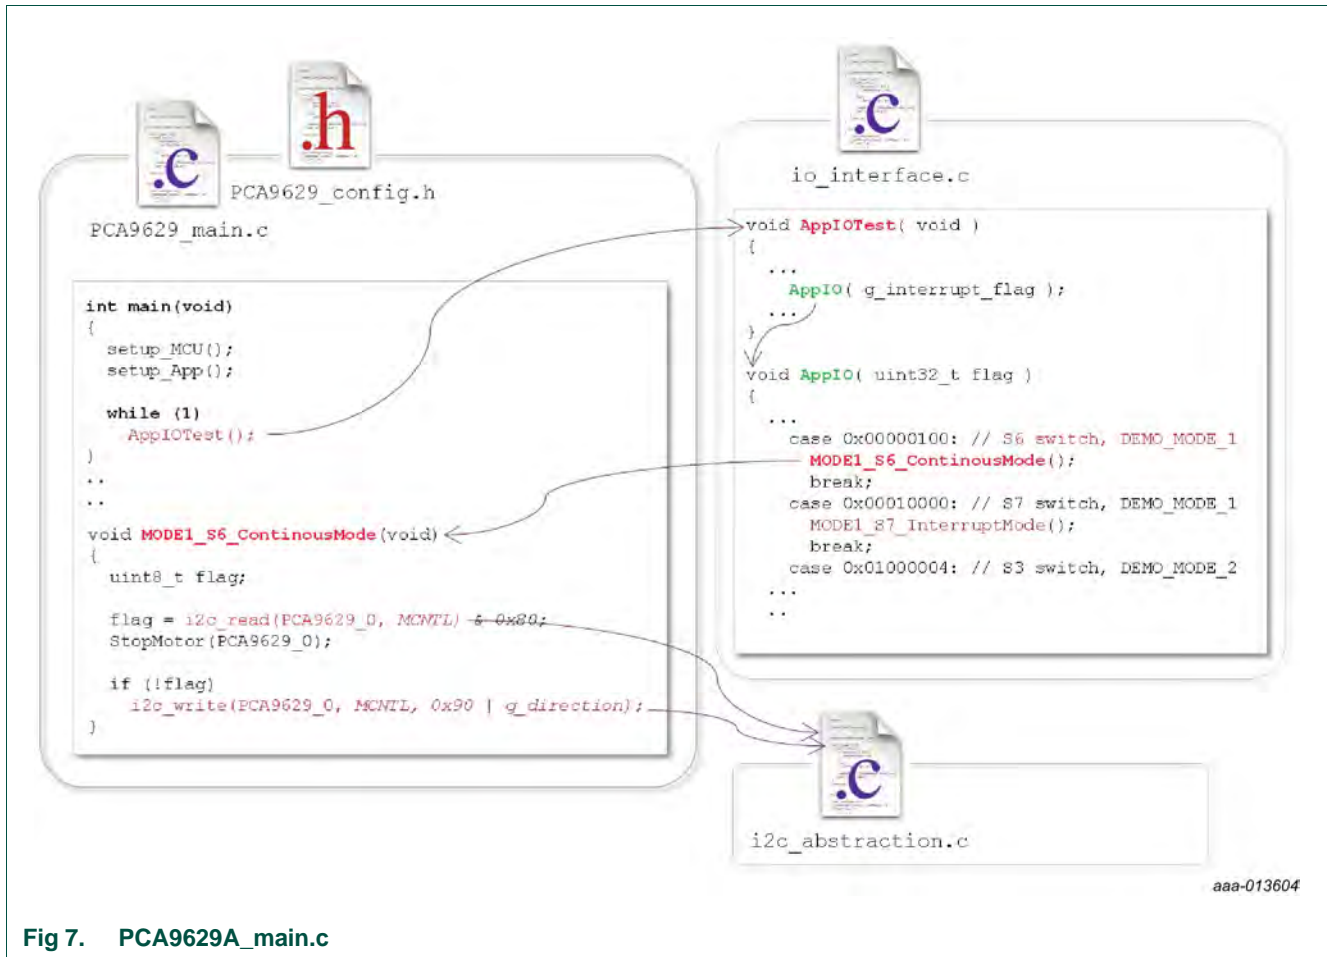 .c
.h
PCA9629_config.h
PCA9629_main.c
int main(void)
{
setup_MCU();
setup_App();
while (1)
AppIOTest();
}
..
..
void MODE1_S6_ContinousMode(void)
{
uint8_t flag;
flag = i2c_read(PCA9629_0, MCNTL) & 0x80;
StopMotor(PCA9629_0);
if (!flag)
i2c_write(PCA9629_0, MCNTL, 0x90 | g_direction);
}
.c
io_interface.c
void AppIOTest( void )
{
...
AppIO( g_interrupt_flag );
...
}
void AppIO( uint32_t flag )
{
...
case 0x00000100: // S6 switch, DEMO_MODE_1
MODE1_S6_ContinousMode();
break;
case 0x00010000: // S7 switch, DEMO_MODE_1
MODE1_S7_InterruptMode();
break;
case 0x01000004: // S3 switch, DEMO_MODE_2
...
..
.c
i2c_abstraction.c
aaa-013604
Fig 7. PCA9629A_main.c